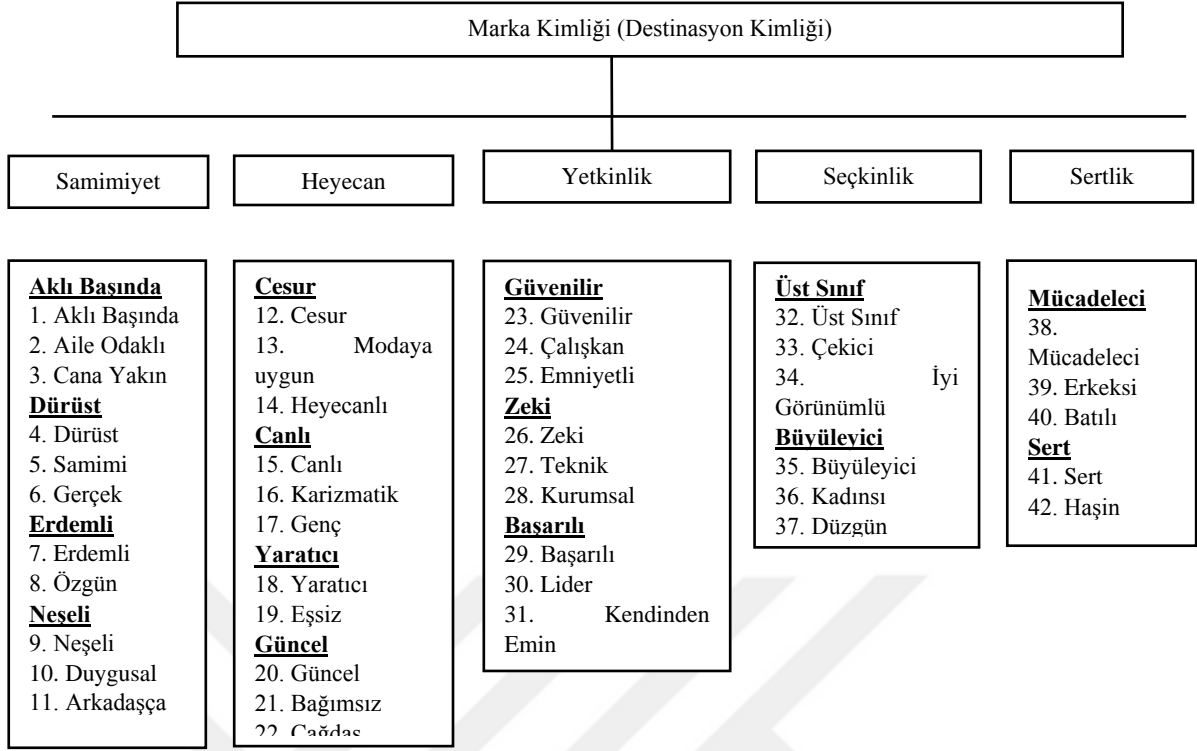 Marka Kimliği (Destinasyon Kimliği)
Samimiyet
Heyecan
Yetkinlik
Seçkinlik
Sertlik
Aklı Başında
1. Aklı Başında
2. Aile Odaklı
3. Cana Yakın
Dürüst
4. Dürüst
5. Samimi
6. Gerçek
Erdemli
7. Erdemli
8. Özgün
Neşeli
9. Neşeli
10. Duygusal
11. Arkadaşça
Cesur
12. Cesur
13. Modaya
uygun
14. Heyecanlı
Canlı
15. Canlı
16. Karizmatik
17. Genç
Yaratıcı
18. Yaratıcı
19. Eşsiz
Güncel
20. Güncel
21. Bağımsız
22. Çağdaş
Güvenilir
23. Güvenilir
24. Çalışkan
25. Emniyetli
Zeki
26. Zeki
27. Teknik
28. Kurumsal
Başarılı
29. Başarılı
30. Lider
31. Kendinden
Emin
Üst Sınıf
32. Üst Sınıf
33. Çekici
34. İyi
Görünümlü
Büyüleyici
35. Büyüleyici
36. Kadınsı
37. Düzgün
Mücadeleci
38.
Mücadeleci
39. Erkeksi
40. Batılı
Sert
41. Sert
42. Haşin